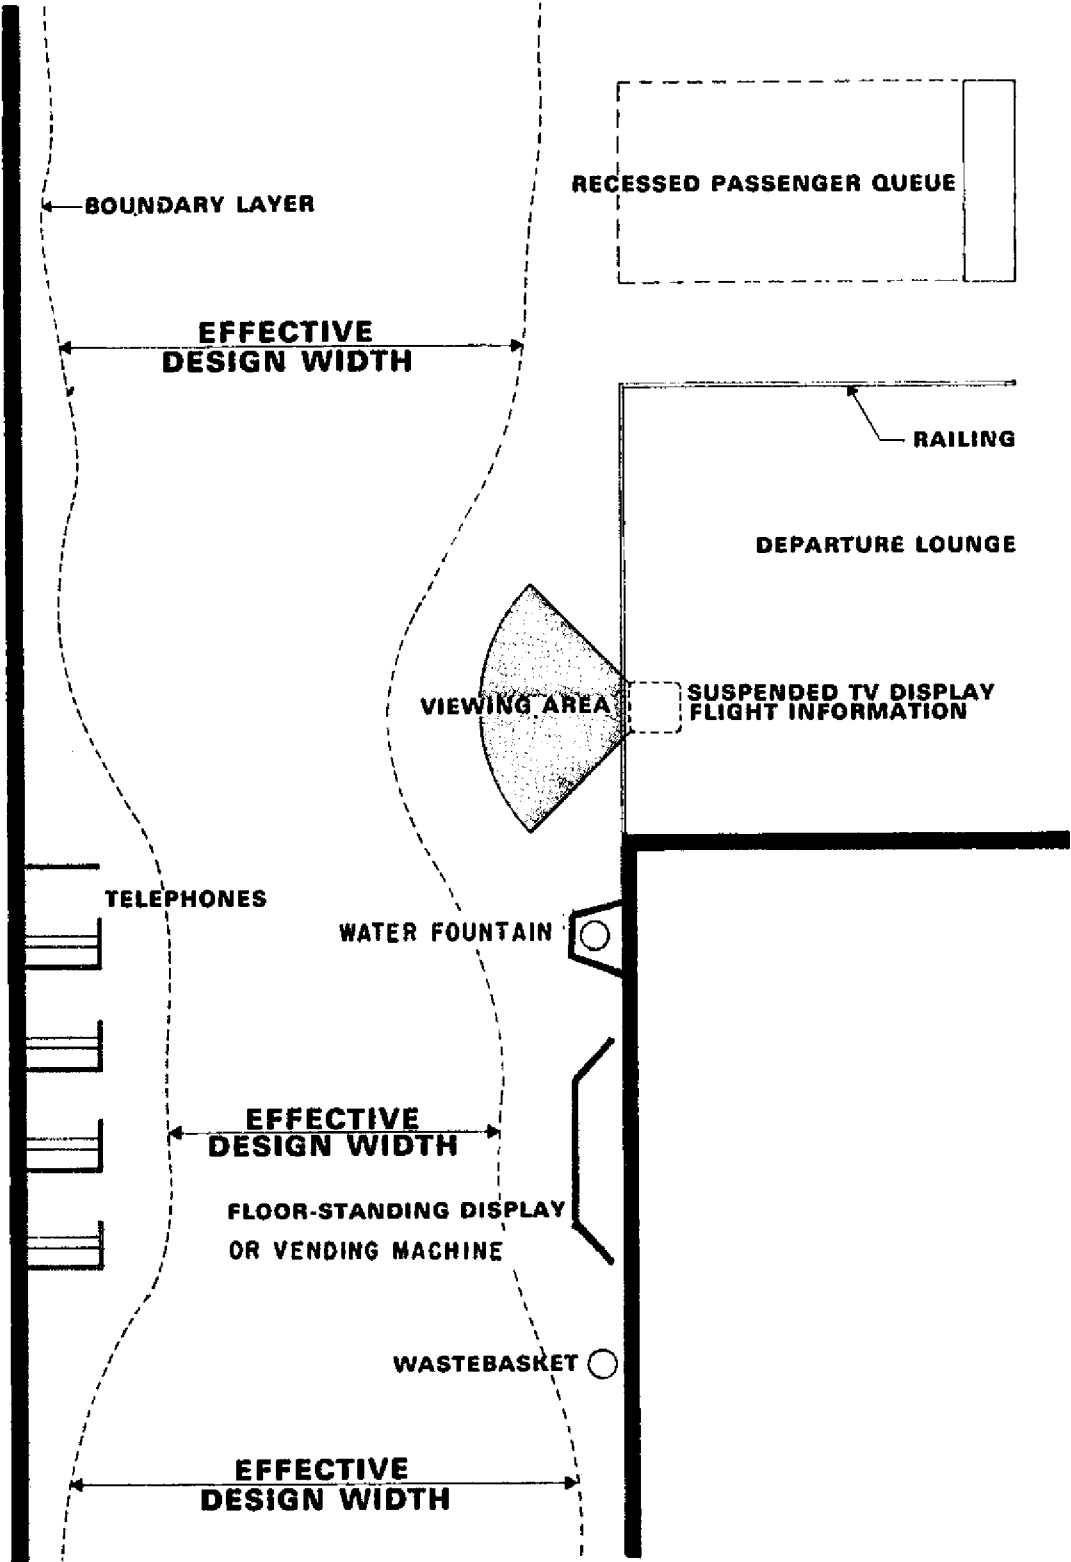 RECESSED PASSENGER QUEUE
BOUNDARY LAYER
EFFECTIVE
DESIGN WIDTH
RAILING
DEPARTURE LOUNGE
VIEWING AREA
SUSPENDED TV DISPLAY
FLIGHT INFORMATION
TELEPHONES
WATER FOUNTAIN
EFFECTIVE
DESIGN WIDTH
FLOOR-STANDING DISPLAY
OR VENDING MACHINE
WASTEBASKET
EFFECTIVE
DESIGN WIDTH